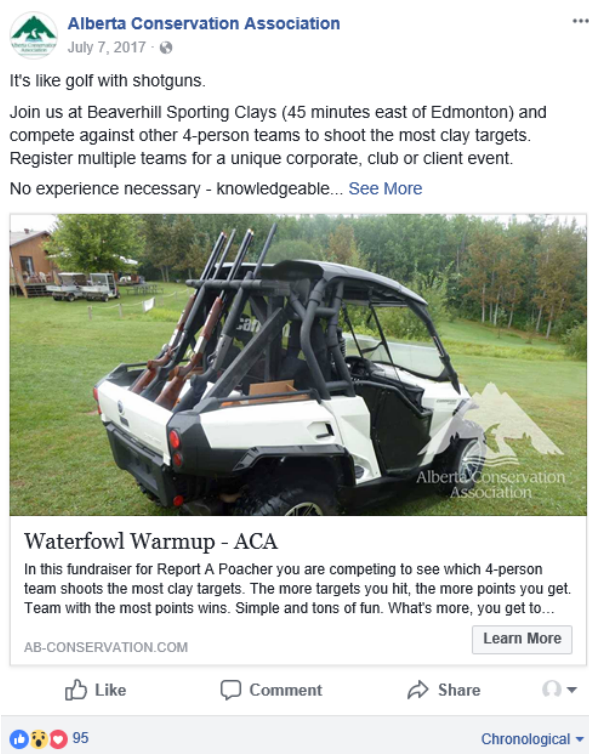 Alberta Conservation Association
July 7, 2017 ·
It's like golf with shotguns.
Join us at Beaverhill Sporting Clays (45 minutes east of Edmonton) and
compete against other 4-person teams to shoot the most clay targets.
Register multiple teams for a unique corporate, club or client event.
No experience necessary - knowledgeable... See More
Alberta Conservation
Association
Waterfowl Warmup - ACA
In this fundraiser for Report A Poacher you are competing to see which 4-person
team shoots the most clay targets. The more targets you hit, the more points you get.
Team with the most points wins. Simple and tons of fun. What's more, you get to...
AB-CONSERVATION.COM
Learn More
Like Comment Share
95 Chronological